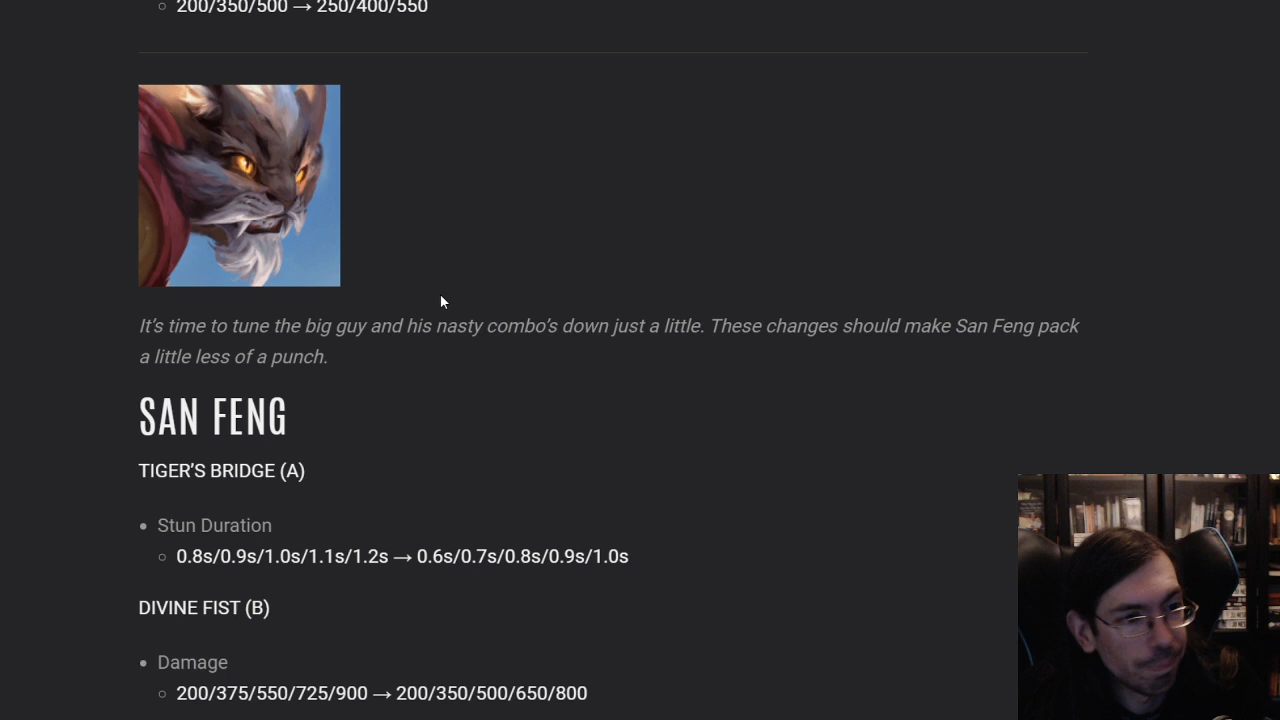 ○ 200/350/500 → 250/400/550
It’s time to tune the big guy and his nasty combo’s down just a little. These changes should make San Feng pack
a little less of a punch.
SAN FENG
TIGER’S BRIDGE (A)
• Stun Duration
○ 0.8s/0.9s/1.0s/1.1s/1.2s → 0.6s/0.7s/0.8s/0.9s/1.0s
DIVINE FIST (B)
• Damage
○ 200/375/550/725/900 → 200/350/500/650/800